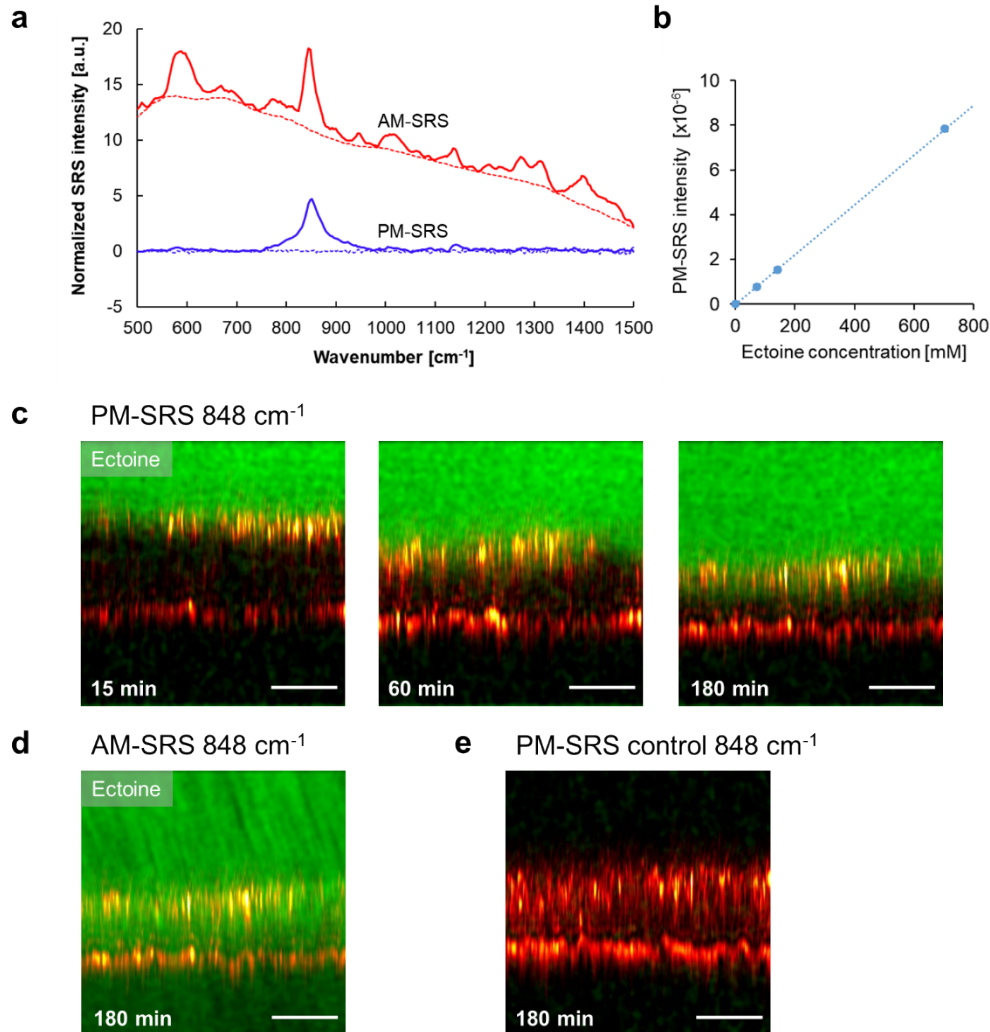 a
Normalized SRS intensity [a.u.]
20
15
10
5
0
-5
AM-SRS
PM-SRS
500 600 700 800 900 1000 1100 1200 1300 1400 1500
Wavenumber [cm⁻¹]
b
PM-SRS intensity [x10⁻⁶]
10
8
6
4
2
0
0 200 400 600 800
Ectoine concentration [mM]
c PM-SRS 848 cm⁻¹
Ectoine
15 min
60 min
180 min
d AM-SRS 848 cm⁻¹
Ectoine
180 min
e PM-SRS control 848 cm⁻¹
180 min